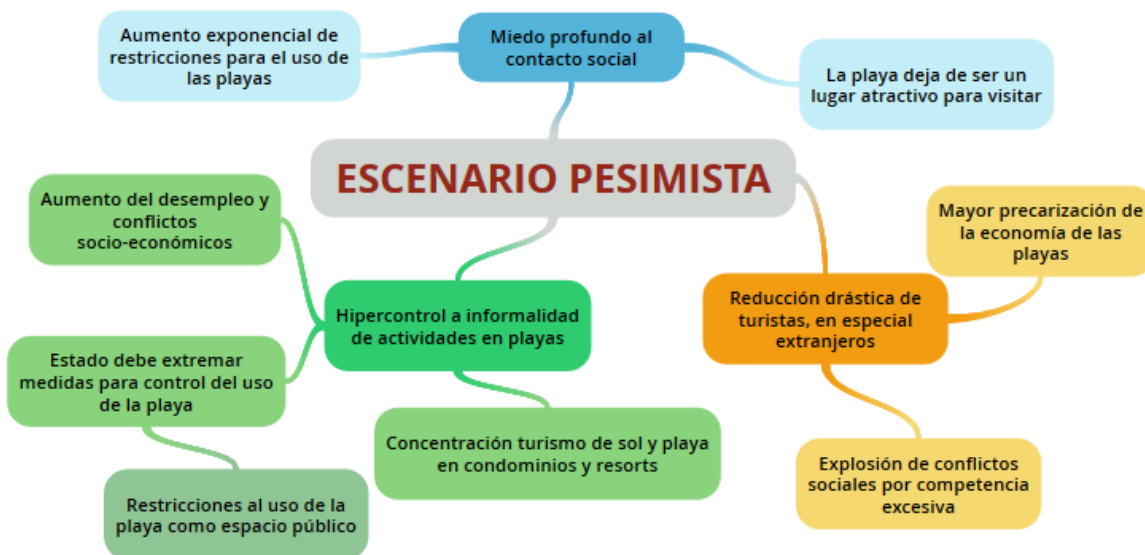 Aumento exponencial de
restricciones para el uso de
las playas
Miedo profundo al
contacto social
La playa deja de ser un
lugar atractivo para visitar
ESCENARIO PESIMISTA
Aumento del desempleo y
conflictos
socio-económicos
Mayor precarización de
la economía de las
playas
Hipercontrol a informalidad
de actividades en playas
Reducción drástica de
turistas, en especial
extranjeros
Estado debe extremar
medidas para control del uso
de la playa
Concentración turismo de sol y playa
en condominios y resorts
Explosión de conflictos
sociales por competencia
excesiva
Restricciones al uso de la
playa como espacio público